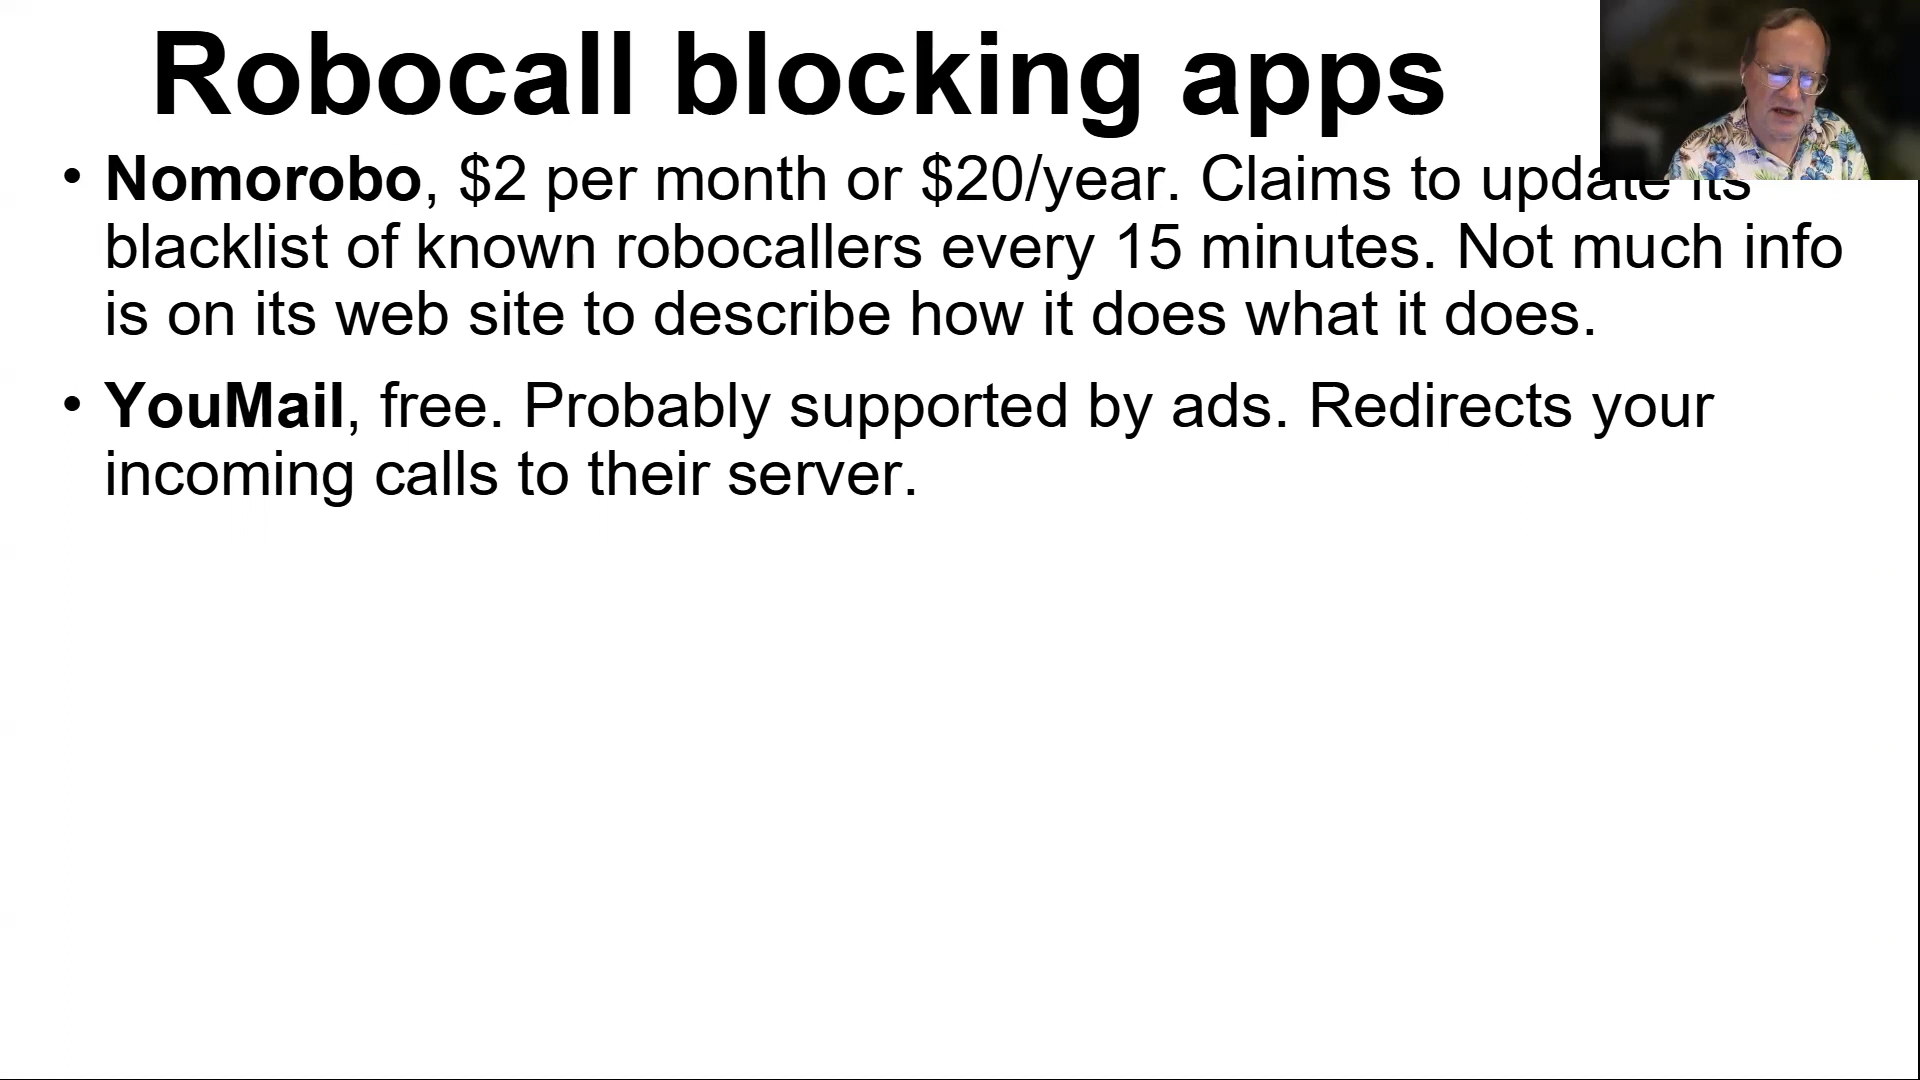 Robocall blocking apps
• Nomorobo, $2 per month or $20/year. Claims to update its
blacklist of known robocallers every 15 minutes. Not much info
is on its web site to describe how it does what it does.
• YouMail, free. Probably supported by ads. Redirects your
incoming calls to their server.